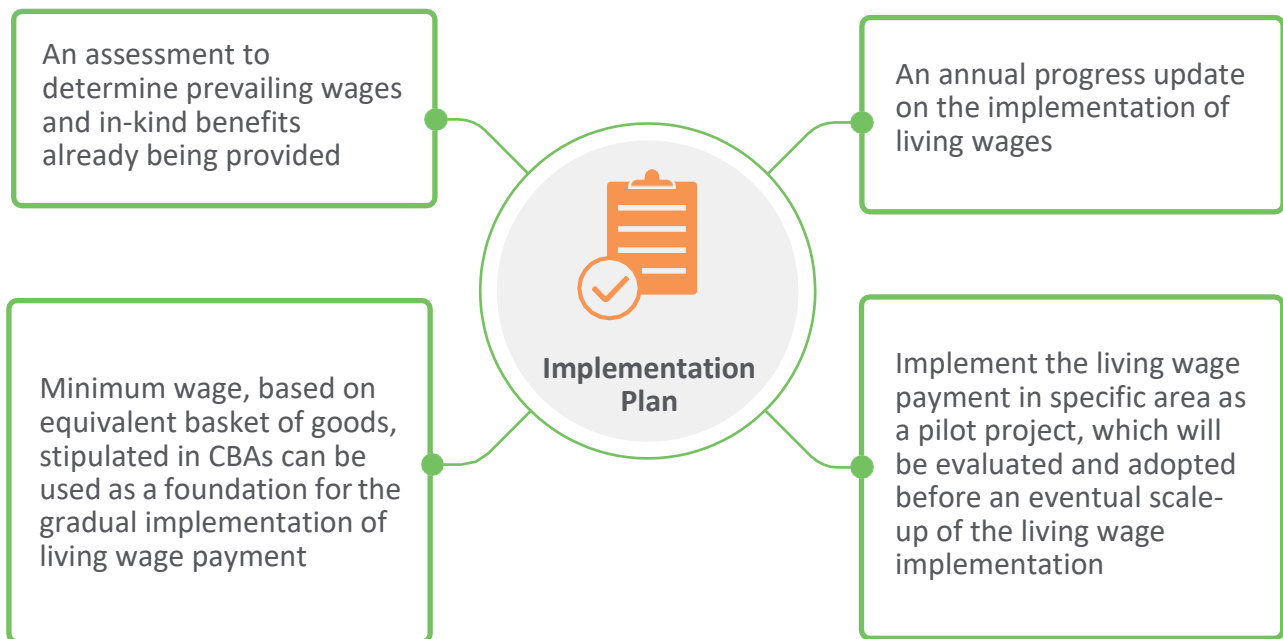 An assessment to
determine prevailing wages
and in-kind benefits
already being provided
An annual progress update
on the implementation of
living wages
Implementation
Plan
Minimum wage, based on
equivalent basket of goods,
stipulated in CBAs can be
used as a foundation for the
gradual implementation of
living wage payment
Implement the living wage
payment in specific area as
a pilot project, which will
be evaluated and adopted
before an eventual scale-
up of the living wage
implementation